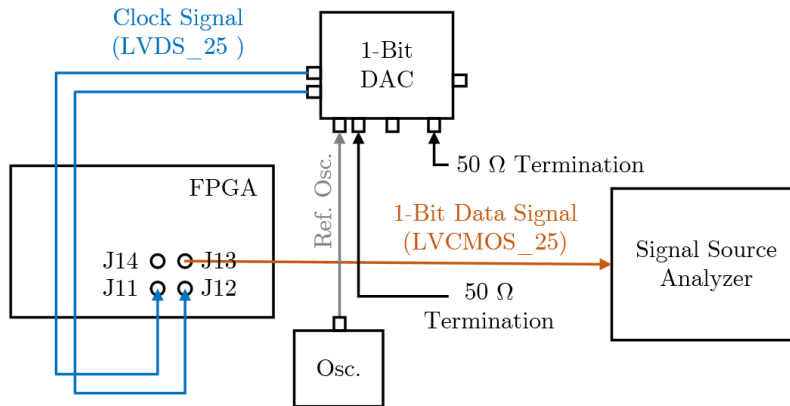 Clock Signal
(LVDS_25 )
1-Bit
DAC
50 Ω Termination
FPGA
Ref. Osc.
1-Bit Data Signal
(LVCMOS_25)
J14
J13
J11
J12
Signal Source
Analyzer
50 Ω
Termination
Osc.